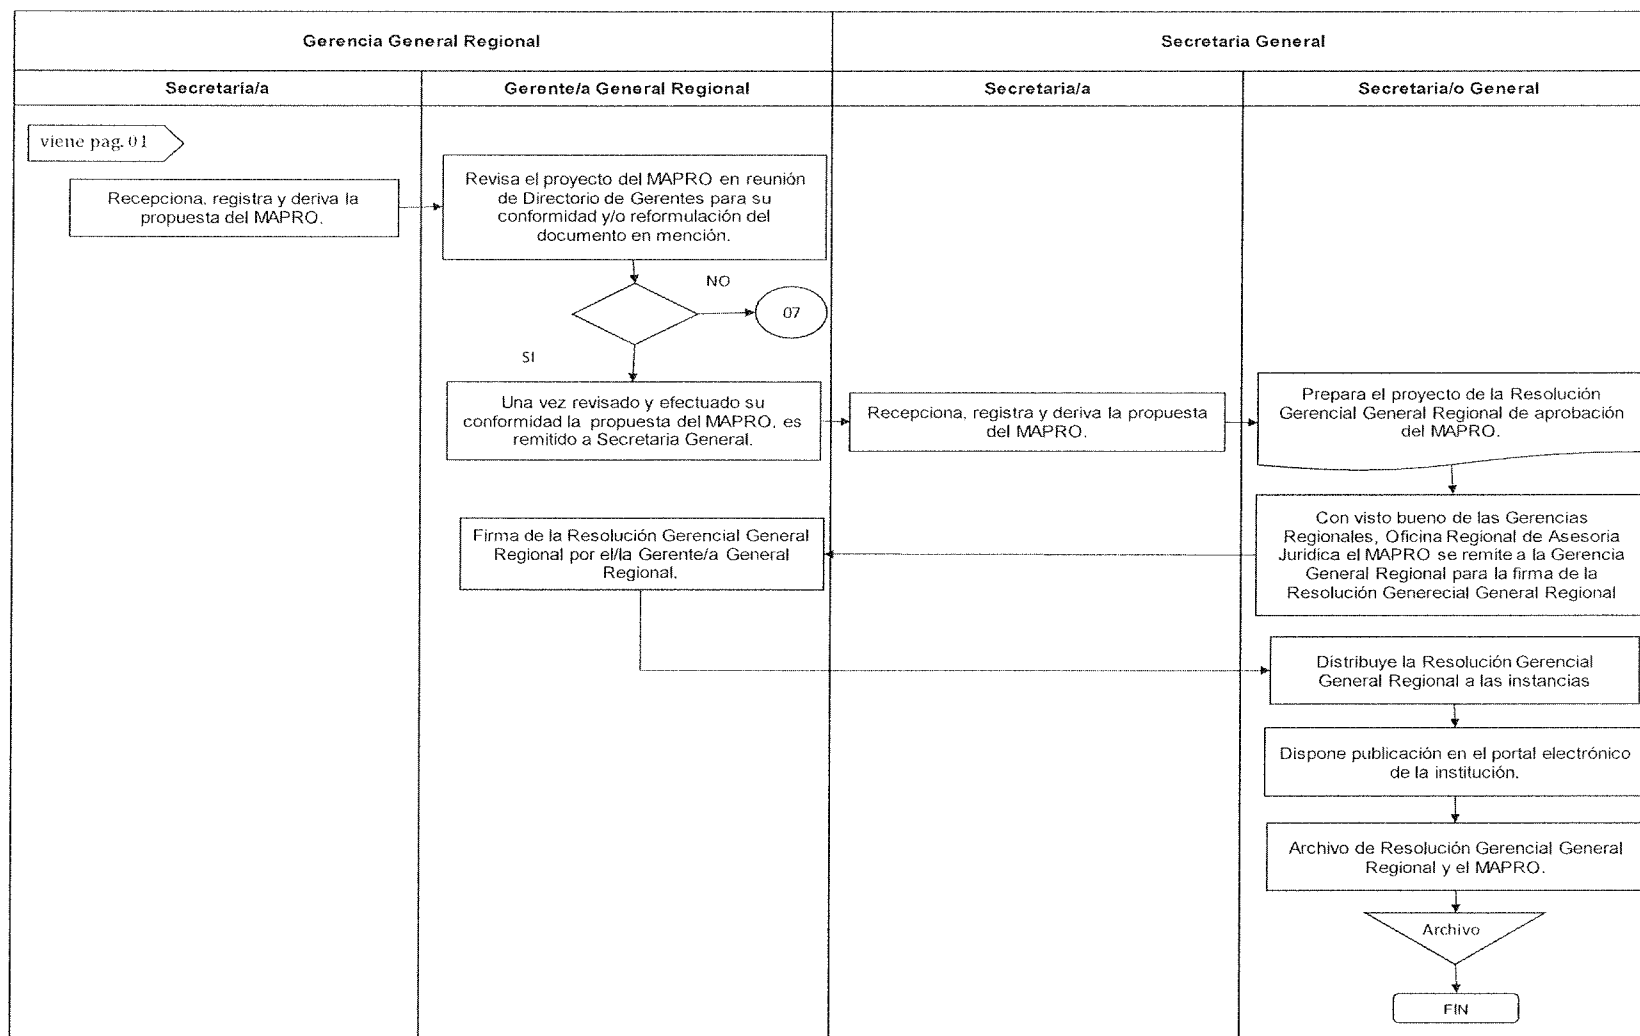 Gerencia General Regional
Secretaria General
Secretaría/a
Gerente/a General Regional
Secretaria/a
Secretaria/o General
viene pag. 01
Recepciona, registra y deriva la
propuesta del MAPRO.
Revisa el proyecto del MAPRO en reunión
de Directorio de Gerentes para su
conformidad y/o reformulación del
documento en mención.
NO
07
SI
Una vez revisado y efectuado su
conformidad la propuesta del MAPRO, es
remitido a Secretaria General.
Recepciona, registra y deriva la propuesta
del MAPRO.
Prepara el proyecto de la Resolución
Gerencial General Regional de aprobación
del MAPRO.
Con visto bueno de las Gerencias
Regionales, Oficina Regional de Asesoria
Juridica el MAPRO se remite a la Gerencia
General Regional para la firma de la
Resolución Generecial General Regional
Firma de la Resolución Gerencial General
Regional por el/la Gerente/a General
Regional.
Distribuye la Resolución Gerencial
General Regional a las instancias
Dispone publicación en el portal electrónico
de la institución.
Archivo de Resolución Gerencial General
Regional y el MAPRO.
Archivo
FIN